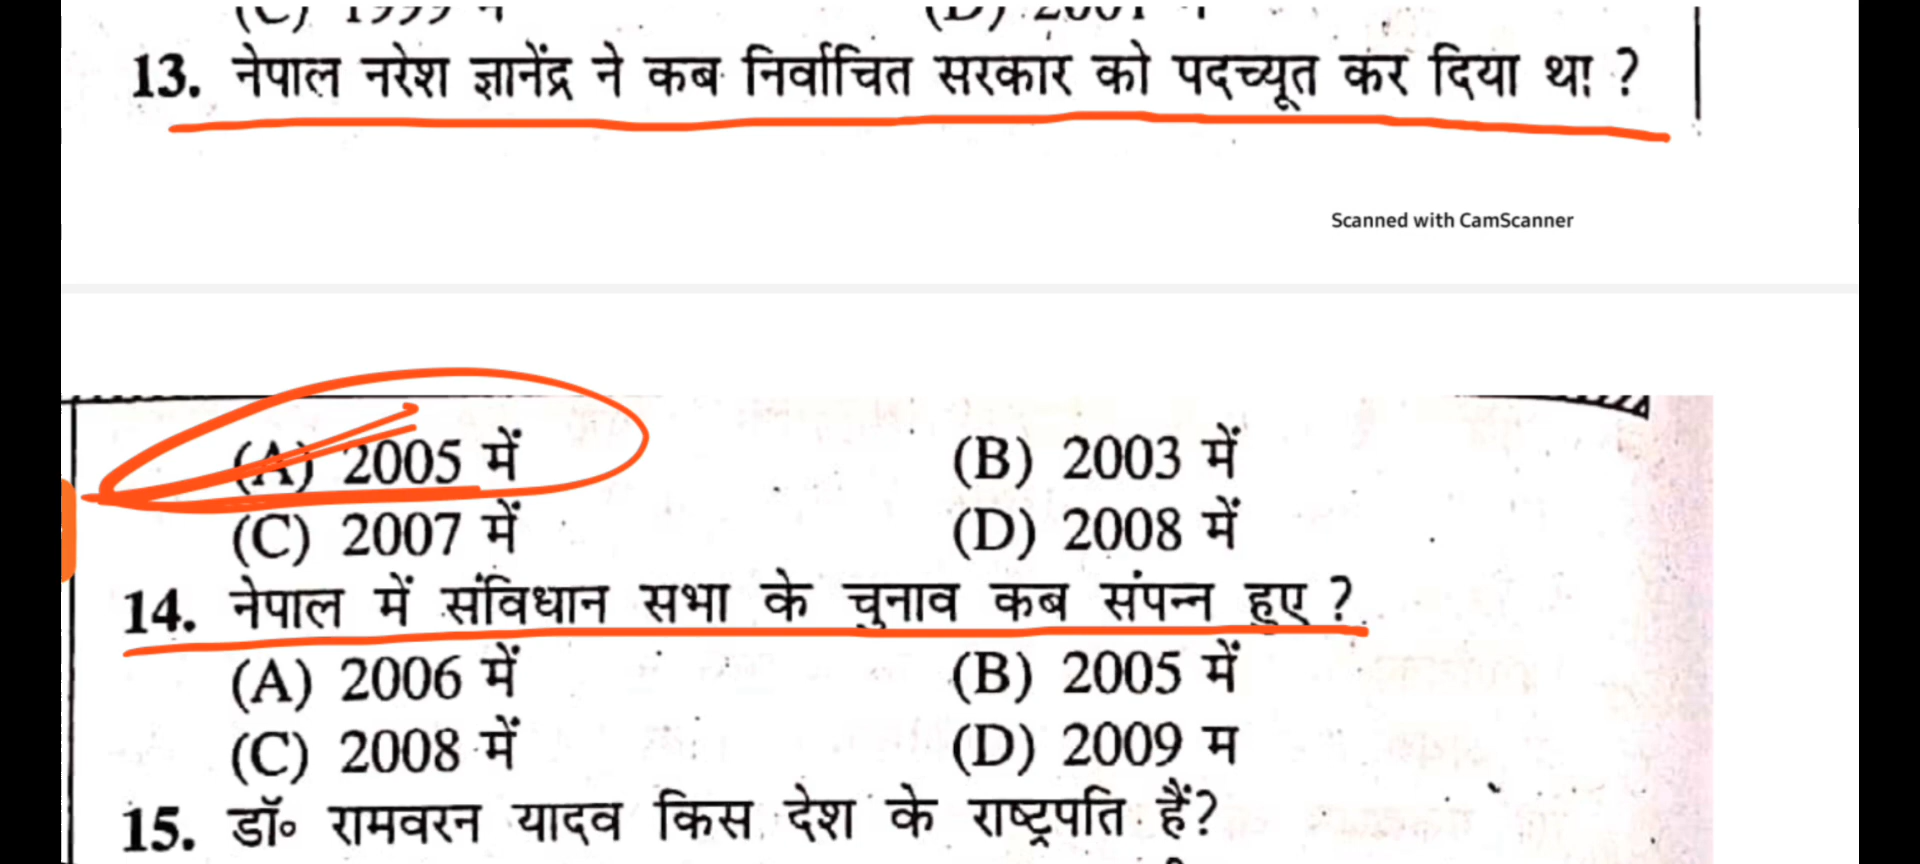 13. नेपाल नरेश ज्ञानेंद्र ने कब निर्वाचित सरकार को पदच्यूत कर दिया था ?
Scanned with CamScanner
(A) 2005 में (B) 2003 में
(C) 2007 में (D) 2008 में
14. नेपाल में संविधान सभा के चुनाव कब संपन्न हुए ?
(A) 2006 में (B) 2005 में
(C) 2008 में (D) 2009 म
15. डॉ॰ रामवरन यादव किस देश के राष्ट्रपति हैं?